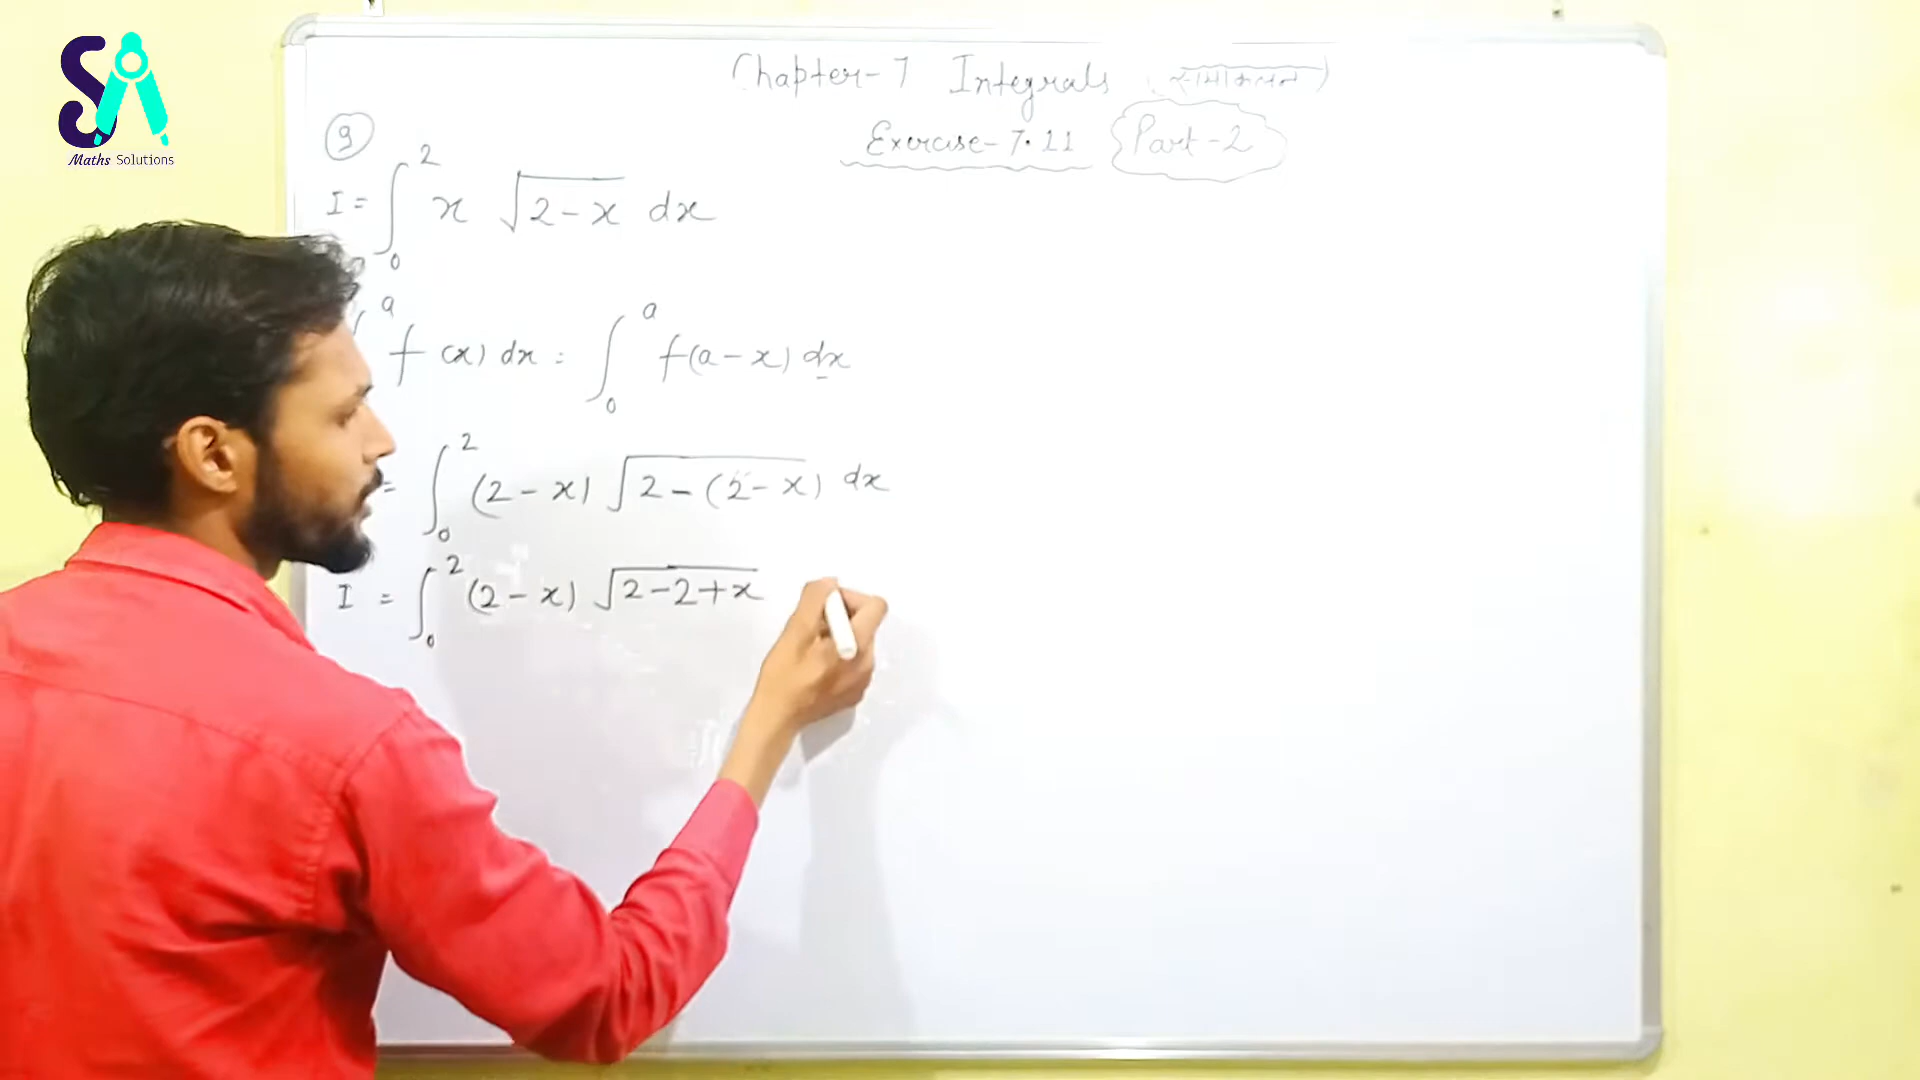 SA
Maths Solutions
Chapter-7 Integrals (समाकलन)
Exercise-7.11 Part-2
9
I = ∫₀² x √(2-x) dx
a f(x) dx = ∫₀ᵃ f(a-x) dx
= ∫₀² (2-x) √(2-(2-x)) dx
I = ∫₀² (2-x) √(2-2+x)